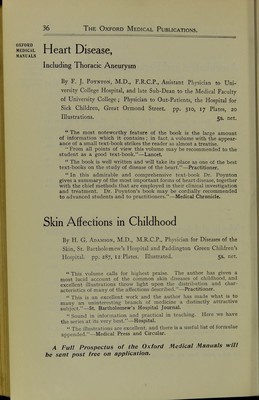 36 THE OXFORD MEDICAL PUBLICATIONS.
OXFORD
MEDICAL
MANUALS
Heart Disease,
Including Thoracic Aneurysm
By F. J. POYNTON, M.D., F.R.C.P., Assistant Physician to Uni-
versity College Hospital, and late Sub-Dean to the Medical Faculty
of University College; Physician to Out-Patients, the Hospital for
Sick Children, Great Ormond Street. pp. 310, 17 Plates, 20
Illustrations. 5s. net.
"The most noteworthy feature of the book is the large amount
of information which it contains; in fact, a volume with the appear-
ance of a small text-book strikes the reader as almost a treatise.
"From all points of view this volume may be recommended to the
student as a good text-book."—Lancet.
"The book is well written and will take its place as one of the best
text-books on the study of diseases of the heart."—Practitioner.
"In this admirable and comprehensive text-book Dr. Poynton
gives a summary of the most important forms of heart disease, together
with the chief methods that are employed in their clinical investigation
and treatment. Dr. Poynton's book may be cordially recommended
to advanced students and to practitioners."—Medical Chronicle.
Skin Affections in Childhood
By H. G. ADAMSON, M.D., M.R.C.P., Physician for Diseases of the
Skin, St. Bartholomew's Hospital and Paddington Green Children's
Hospital. pp. 287, 12 Plates. Illustrated. 5s. net.
"This volume calls for highest praise. The author has given a
most lucid account of the common skin diseases of childhood, and
excellent illustrations throw light upon the distribution and char-
acteristics of many of the affections described."—Practitioner.
"This is an excellent work and the author has made what is to
many an uninteresting branch of medicine a distinctly attractive
subject."—St. Bartholomew's Hospital Journal.
"Sound in information and practical in teaching. Here we have
the series at its very best."—Hospital.
"The illustrations are excellent, and there is a useful list of formulae
appended."—Medical Press and Circular.
A Full Prospectus of the Oxford Medical Manuals will
be sent post free on application.